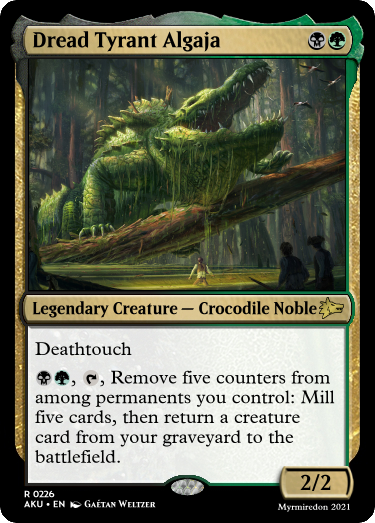 Dread Tyrant Algaja
Legendary Creature — Crocodile Noble
Deathtouch
, , Remove five counters from
among permanents you control: Mill
five cards, then return a creature
card from your graveyard to the
battlefield.
2/2
R 0226
AKU • EN Gaétan Weltzer
Myrmiredon 2021